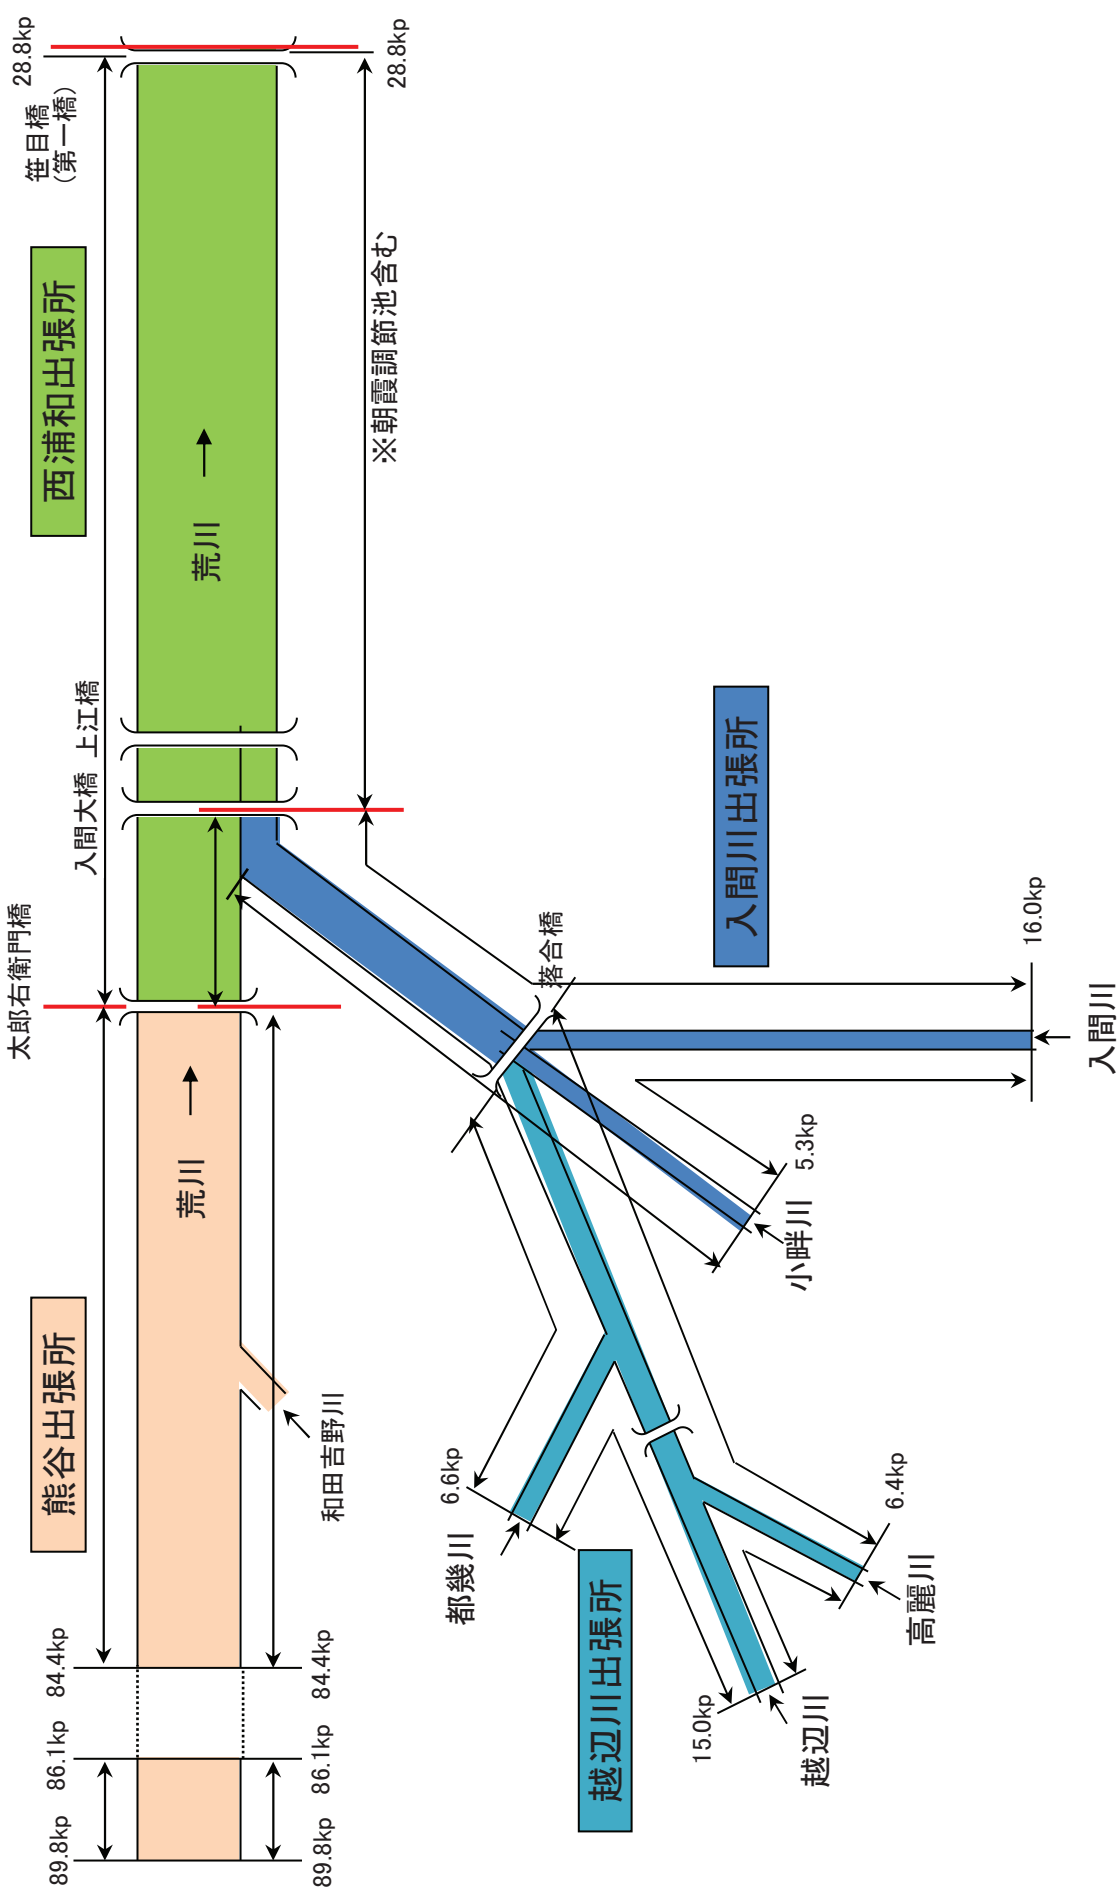 89.8kp
86.1kp
84.4kp
熊谷出張所
太郎右衛門橋
入間大橋
上江橋
西浦和出張所
笹目橋
(第一橋)
28.8kp
荒川
荒川
89.8kp
86.1kp
84.4kp
和田吉野川
※朝霞調節池含む
28.8kp
都幾川
6.6kp
落合橋
越辺川出張所
15.0kp
越辺川
高麗川
6.4kp
小畔川
5.3kp
入間川出張所
16.0kp
入間川